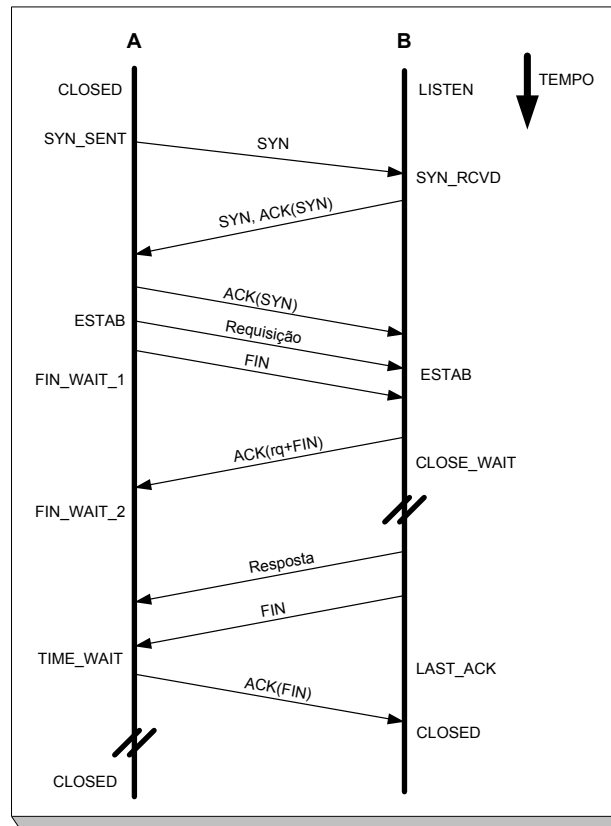 A
B
CLOSED
LISTEN
TEMPO
SYN_SENT
SYN
SYN_RCVD
SYN, ACK(SYN)
ACK(SYN)
ESTAB
Requisição
FIN
FIN_WAIT_1
ESTAB
ACK(rq+FIN)
CLOSE_WAIT
FIN_WAIT_2
Resposta
FIN
TIME_WAIT
LAST_ACK
ACK(FIN)
CLOSED
CLOSED